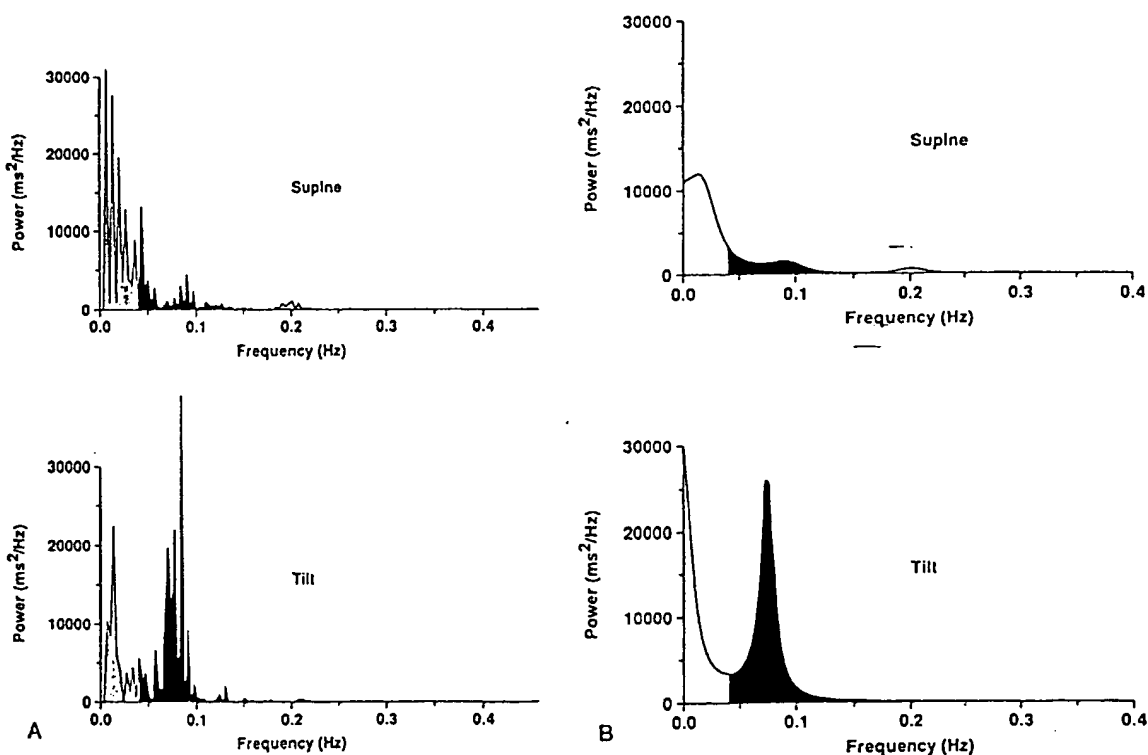 30000
20000
10000
0
Power (ms²/Hz)
Supine
0.0 0.1 0.2 0.3 0.4
Frequency (Hz)
30000
20000
10000
0
Power (ms²/Hz)
Supine
0.0 0.1 0.2 0.3 0.4
Frequency (Hz)
30000
20000
10000
0
Power (ms²/Hz)
Tilt
0.0 0.1 0.2 0.3 0.4
Frequency (Hz)
A
30000
20000
10000
0
Power (ms²/Hz)
Tilt
0.0 0.1 0.2 0.3 0.4
Frequency (Hz)
B